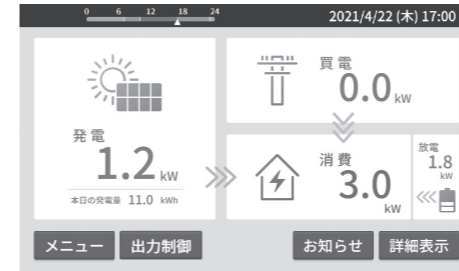 0 6 12 18 24
2021/4/22 (木) 17:00
発電
1.2 kW
本日の発電量 11.0 kWh
買電
0.0 kW
消費
3.0 kW
放電
1.8 kW
メニュー
出力制御
お知らせ
詳細表示